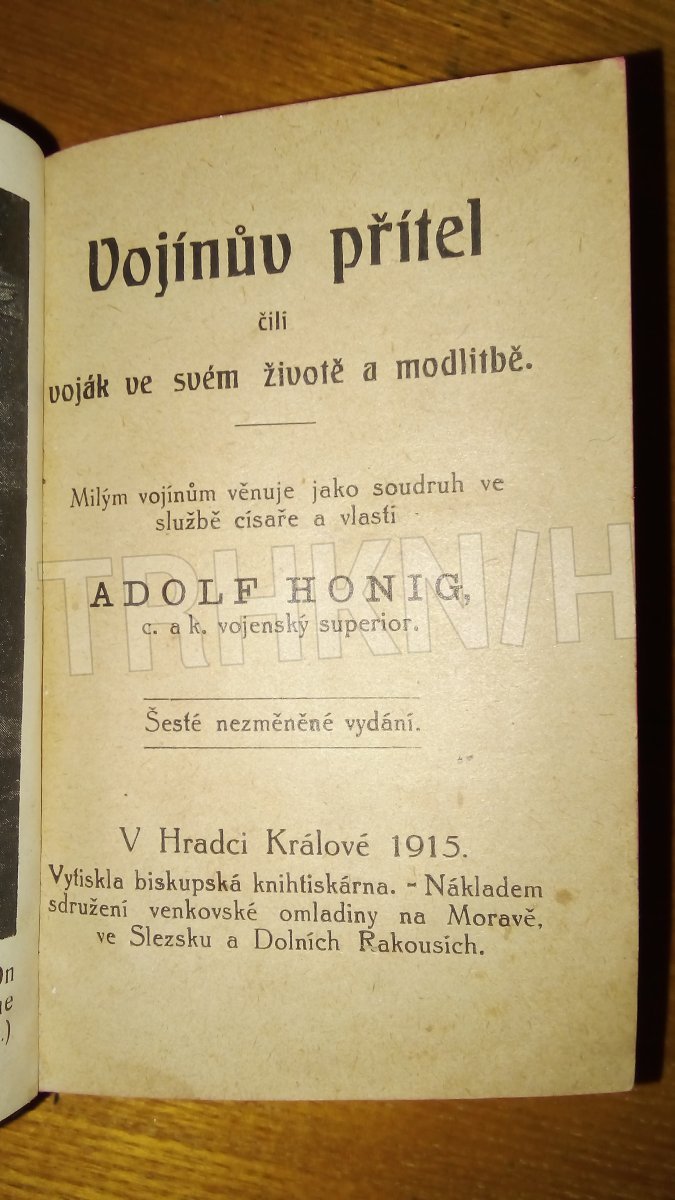 Vojínův přítel
čili
voják ve svém životě a modlitbě.
Milým vojínům věnuje jako soudruh ve
službě císaře a vlasti
ADOLF HONIG,
c. a k. vojenský superior.
TRHKN/H
Šesté nezměněné vydání.
V Hradci Králové 1915.
Vytiskla biskupská knihtiskárna. - Nákladem
sdružení venkovské omladiny na Moravě,
ve Slezsku a Dolních Rakousích.